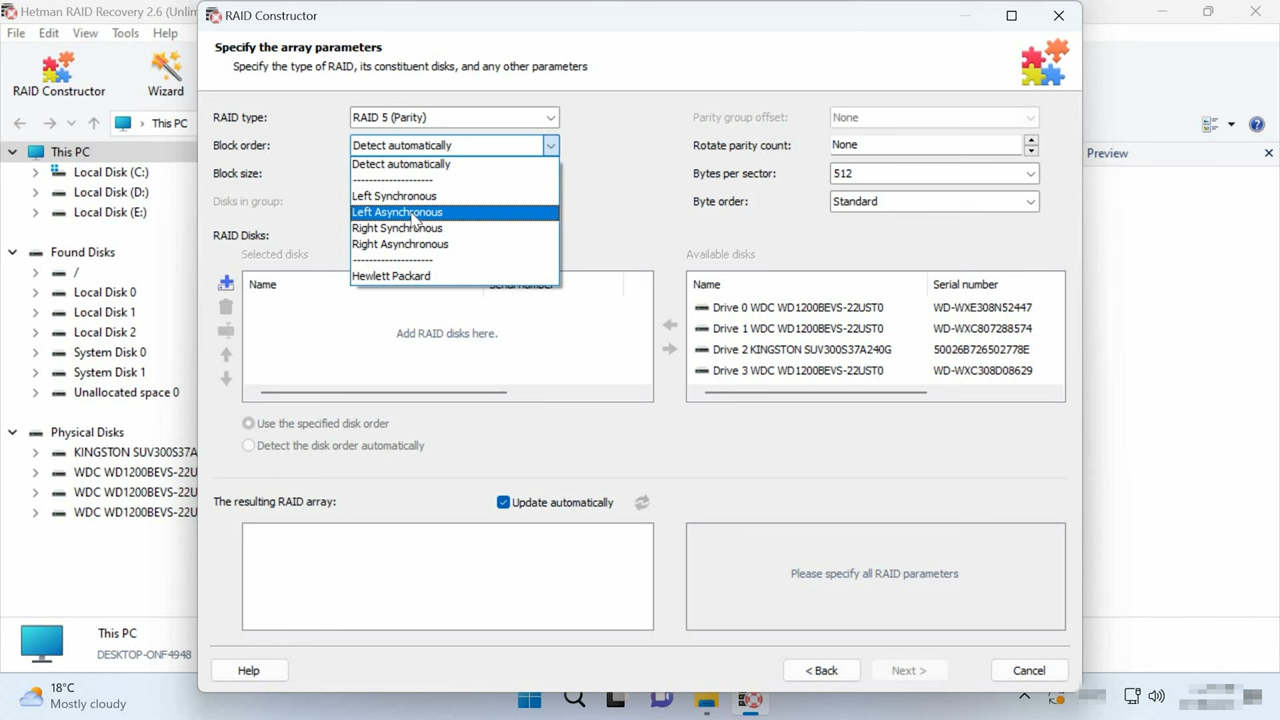 Hetman RAID Recovery 2.6 (Unlim
File Edit View Tools Help
RAID Constructor
Wizard
This PC
This PC
Local Disk (C:)
Local Disk (D:)
Local Disk (E:)
Found Disks
/
Local Disk 0
Local Disk 1
Local Disk 2
System Disk 0
System Disk 1
Unallocated space 0
Physical Disks
KINGSTON SUV300S37A
WDC WD1200BEVS-22U
WDC WD1200BEVS-22U
WDC WD1200BEVS-22U
This PC
DESKTOP-ONF4948
RAID Constructor
Specify the array parameters
Specify the type of RAID, its constituent disks, and any other parameters
RAID type:
RAID 5 (Parity)
Block order:
Detect automatically
Block size:
Disks in group:
Detect automatically
--------------------
Left Synchronous
Left Asynchronous
Right Synchronous
Right Asynchronous
--------------------
Hewlett Packard
Parity group offset:
None
Rotate parity count:
None
Bytes per sector:
512
Byte order:
Standard
RAID Disks:
Selected disks
Name
Serial number
Add RAID disks here.
Available disks
Name Serial number
Drive 0 WDC WD1200BEVS-22UST0 WD-WXE308N52447
Drive 1 WDC WD1200BEVS-22UST0 WD-WXC807288574
Drive 2 KINGSTON SUV300S37A240G 50026B726502778E
Drive 3 WDC WD1200BEVS-22UST0 WD-WXC308D08629
Use the specified disk order
Detect the disk order automatically
The resulting RAID array:
Update automatically
Please specify all RAID parameters
Help
< Back
Next >
Cancel
Preview
18°C
Mostly cloudy